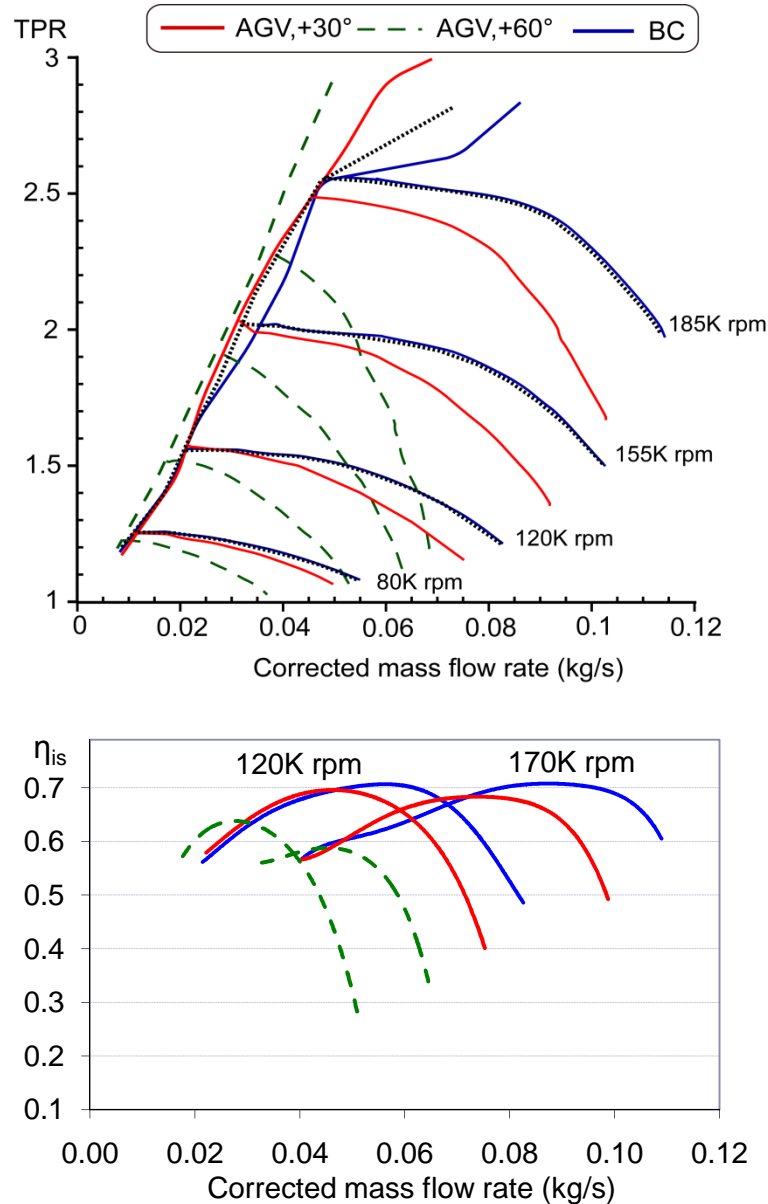 TPR
AGV,+30° AGV,+60° BC
3
2.5
2
1.5
1
185K rpm
155K rpm
120K rpm
80K rpm
0 0.02 0.04 0.06 0.08 0.1 0.12
Corrected mass flow rate (kg/s)
ηis
120K rpm 170K rpm
0.7
0.6
0.5
0.4
0.3
0.2
0.1
0.00 0.02 0.04 0.06 0.08 0.10 0.12
Corrected mass flow rate (kg/s)